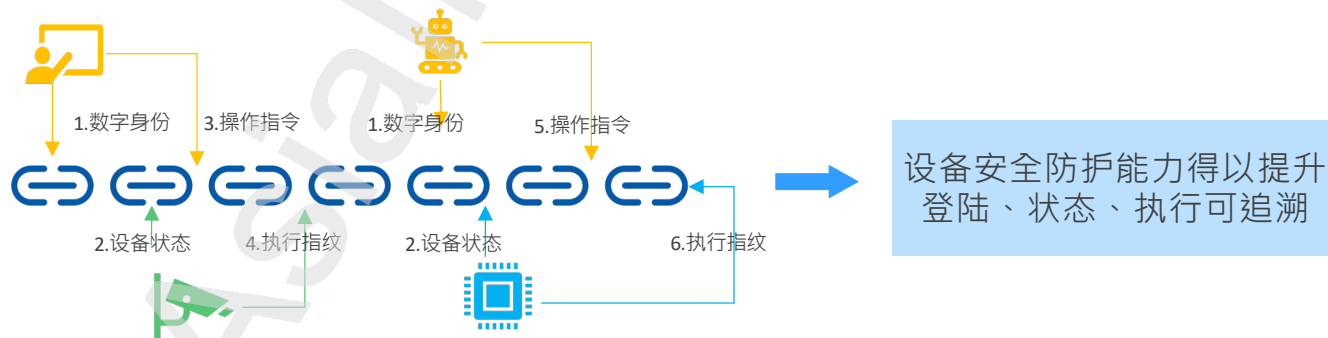 1.数字身份
3.操作指令
1.数字身份
5.操作指令
2.设备状态
4.执行指纹
2.设备状态
6.执行指纹
设备安全防护能力得以提升
登陆、状态、执行可追溯
Asiai